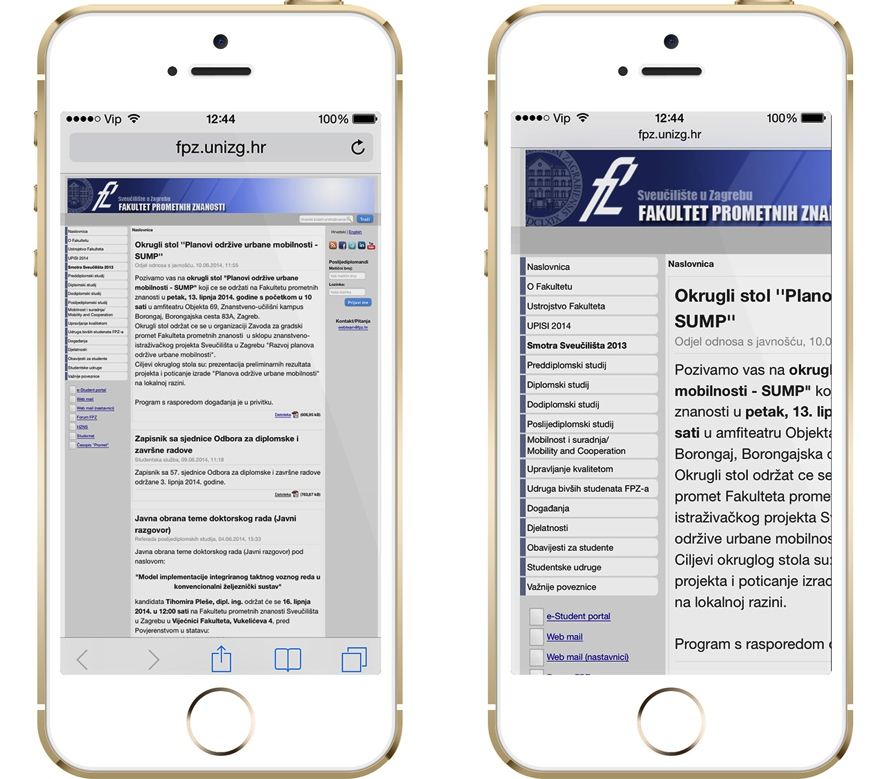 Vip
12:44
100%
fpz.unizg.hr
Sveučilište u Zagrebu
FAKULTET PROMETNIH ZNANOSTI
Traži
Hrvatski | English
Naslovnica
O Fakultetu
Ustrojstvo Fakulteta
UPISI 2014
Smotra Sveučilišta 2013
Preddiplomski studij
Diplomski studij
Dodiplomski studij
Poslijediplomski studij
Mobilnost i suradnja/
Mobility and Cooperation
Upravljanje kvalitetom
Udruga bivših studenata FPZ-a
Događanja
Djelatnosti
Obavijesti za studente
Studentske udruge
Važnije poveznice
e-Student portal
Web mail
Web mail (nastavnici)
Forum FPZ
Studomat
Časopis "Promet"
Naslovnica
Okrugli stol "Planovi održive urbane mobilnosti -
SUMP"
Odjel odnosa s javnošću, 10.06.2014, 11:55
Pozivamo vas na okrugli stol "Planovi održive urbane
mobilnosti - SUMP" koji ce se održati na Fakultetu prometnih
znanosti u petak, 13. lipnja 2014. godine s početkom u 10
sati u amfiteatru Objekta 69, Znanstveno-učilišni kampus
Borongaj, Borongajska cesta 83A, Zagreb.
Okrugli stol održat ce se u organizaciji Zavoda za gradski
promet Fakulteta prometnih znanosti u sklopu znanstveno-
istraživačkog projekta Sveučilišta u Zagrebu "Razvoj planova
održive urbane mobilnosti".
Ciljevi okruglog stola su: prezentacija preliminarnih rezultata
projekta i poticanje izrade "Planova održive urbane mobilnosti"
na lokalnoj razini.
Program s rasporedom događanja je u privitku.
Datoteka
Zapisnik sa sjednice Odbora za diplomske i
završne radove
Studentska služba, 09.06.2014, 11:18
Zapisnik sa 57. sjednice Odbora za diplomske i završne radove
održane 3. lipnja 2014. godine.
Datoteka
Javna obrana teme doktorskog rada (Javni
razgovor)
Referada poslijediplomskih studija, 04.06.2014, 15:33
Javna obrana teme doktorskog rada (Javni razgovor) pod
naslovom:
"Model implementacije integriranog taktnog voznog reda u
konvencionalni željeznički sustav"
kandidata Tihomira Pleše, dipl. ing. održat će se 16. lipnja
2014. u 12:00 sati na Fakultetu prometnih znanosti Sveučilišta
u Zagrebu u Vijećnici Fakulteta, Vukelićeva 4, pred
Povjerenstvom u statavu:
Poslijediplomandi
Matični broj:
Lozinka:
Prijavi me
Kontakt/Pitanja
Vip
12:44
100%
fpz.unizg.hr
Sveučilište u Zagrebu
FAKULTET PROMETNIH ZNA
Naslovnica
O Fakultetu
Ustrojstvo Fakulteta
UPISI 2014
Smotra Sveučilišta 2013
Preddiplomski studij
Diplomski studij
Dodiplomski studij
Poslijediplomski studij
Mobilnost i suradnja/
Mobility and Cooperation
Upravljanje kvalitetom
Udruga bivših studenata FPZ-a
Događanja
Djelatnosti
Obavijesti za studente
Studentske udruge
Važnije poveznice
e-Student portal
Web mail
Web mail (nastavnici)
Naslovnica
Okrugli stol "Plano
SUMP"
Odjel odnosa s javnošću, 10.0
Pozivamo vas na okrugl
mobilnosti - SUMP" ko
znanosti u petak, 13. lip
sati u amfiteatru Objekta
Borongaj, Borongajska c
Okrugli stol održat ce se
promet Fakulteta prome
istraživačkog projekta S
održive urbane mobilnos
Ciljevi okruglog stola su:
projekta i poticanje izrad
na lokalnoj razini.
Program s rasporedom